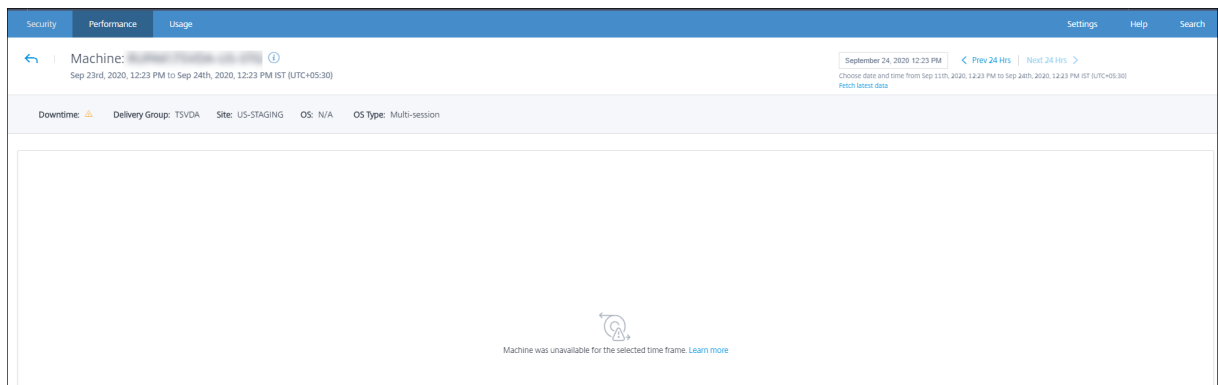 Security Performance Usage Settings Help Search
Machine:
Sep 23rd, 2020, 12:23 PM to Sep 24th, 2020, 12:23 PM IST (UTC+05:30)
September 24, 2020 12:23 PM Prev 24 Hrs Next 24 Hrs
Choose date and time from Sep 11th, 2020, 12:23 PM to Sep 24th, 2020, 12:23 PM IST (UTC+05:30)
Fetch latest data
Downtime: Delivery Group: TSVDA Site: US-STAGING OS: N/A OS Type: Multi-session
Machine was unavailable for the selected time frame. Learn more